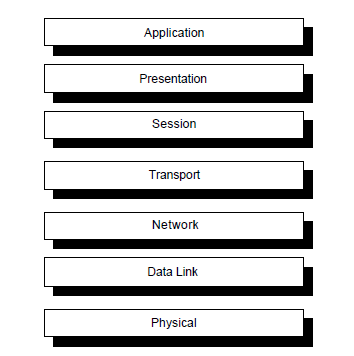 Application
Presentation
Session
Transport
Network
Data Link
Physical